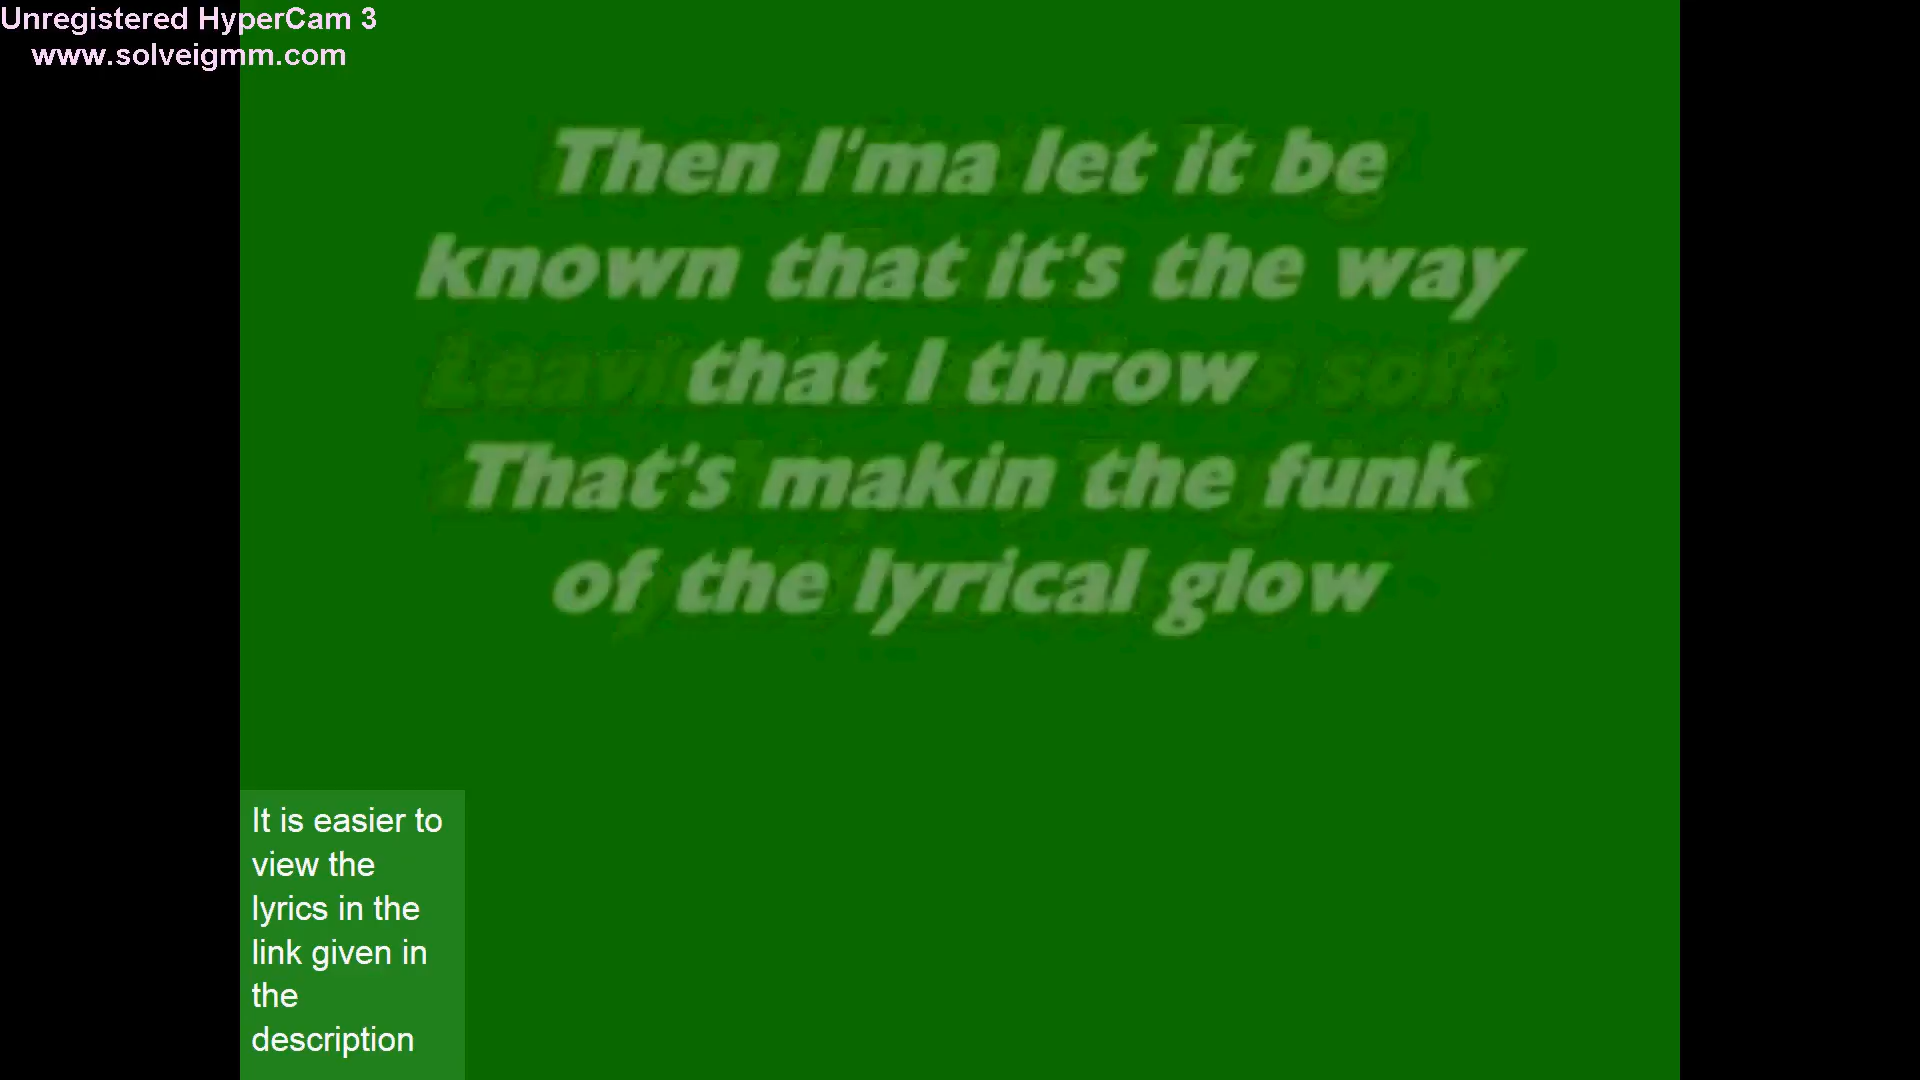 Unregistered HyperCam 3
www.solveigmm.com
Then I'ma let it be
known that it's the way
that I throw
That's makin the funk
of the lyrical glow
It is easier to
view the
lyrics in the
link given in
the
description